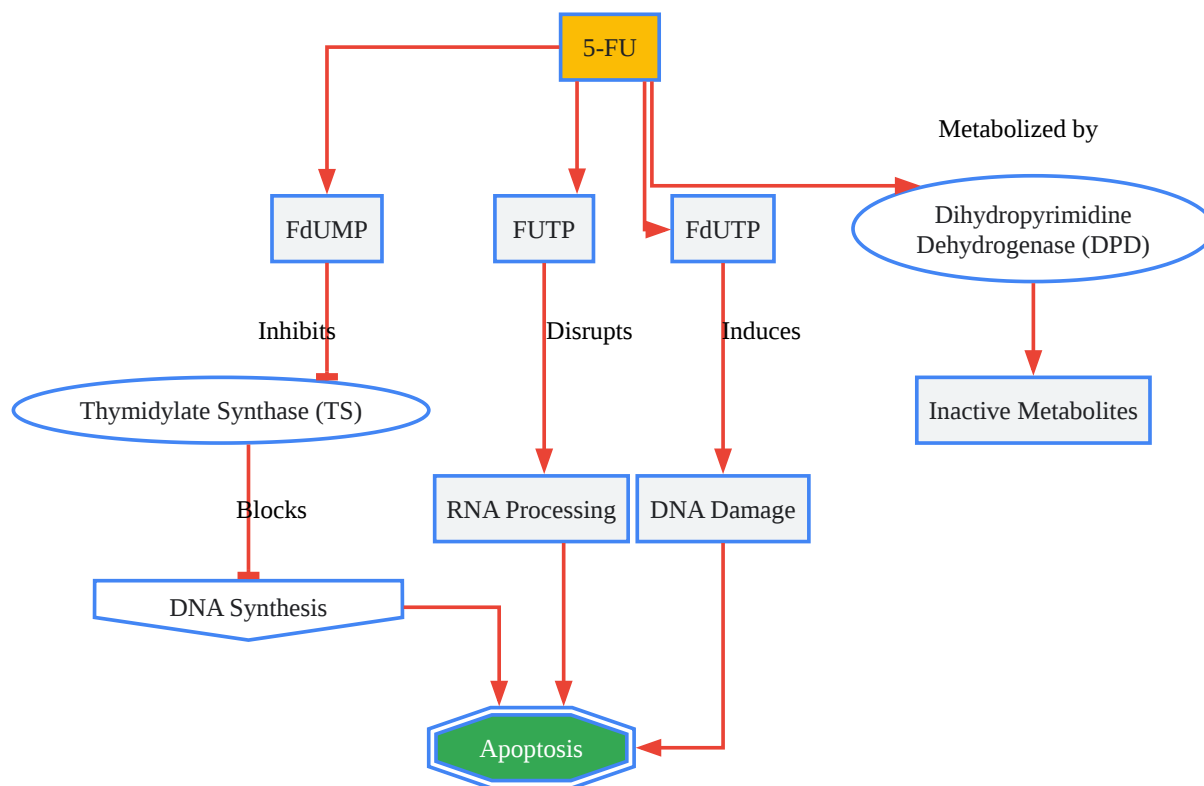 5-FU
Metabolized by
FdUMP
FUTP
FdUTP
Dihydropyrimidine
Dehydrogenase (DPD)
Inhibits
Disrupts
Induces
Thymidylate Synthase (TS)
Inactive Metabolites
Blocks
RNA Processing
DNA Damage
DNA Synthesis
Apoptosis